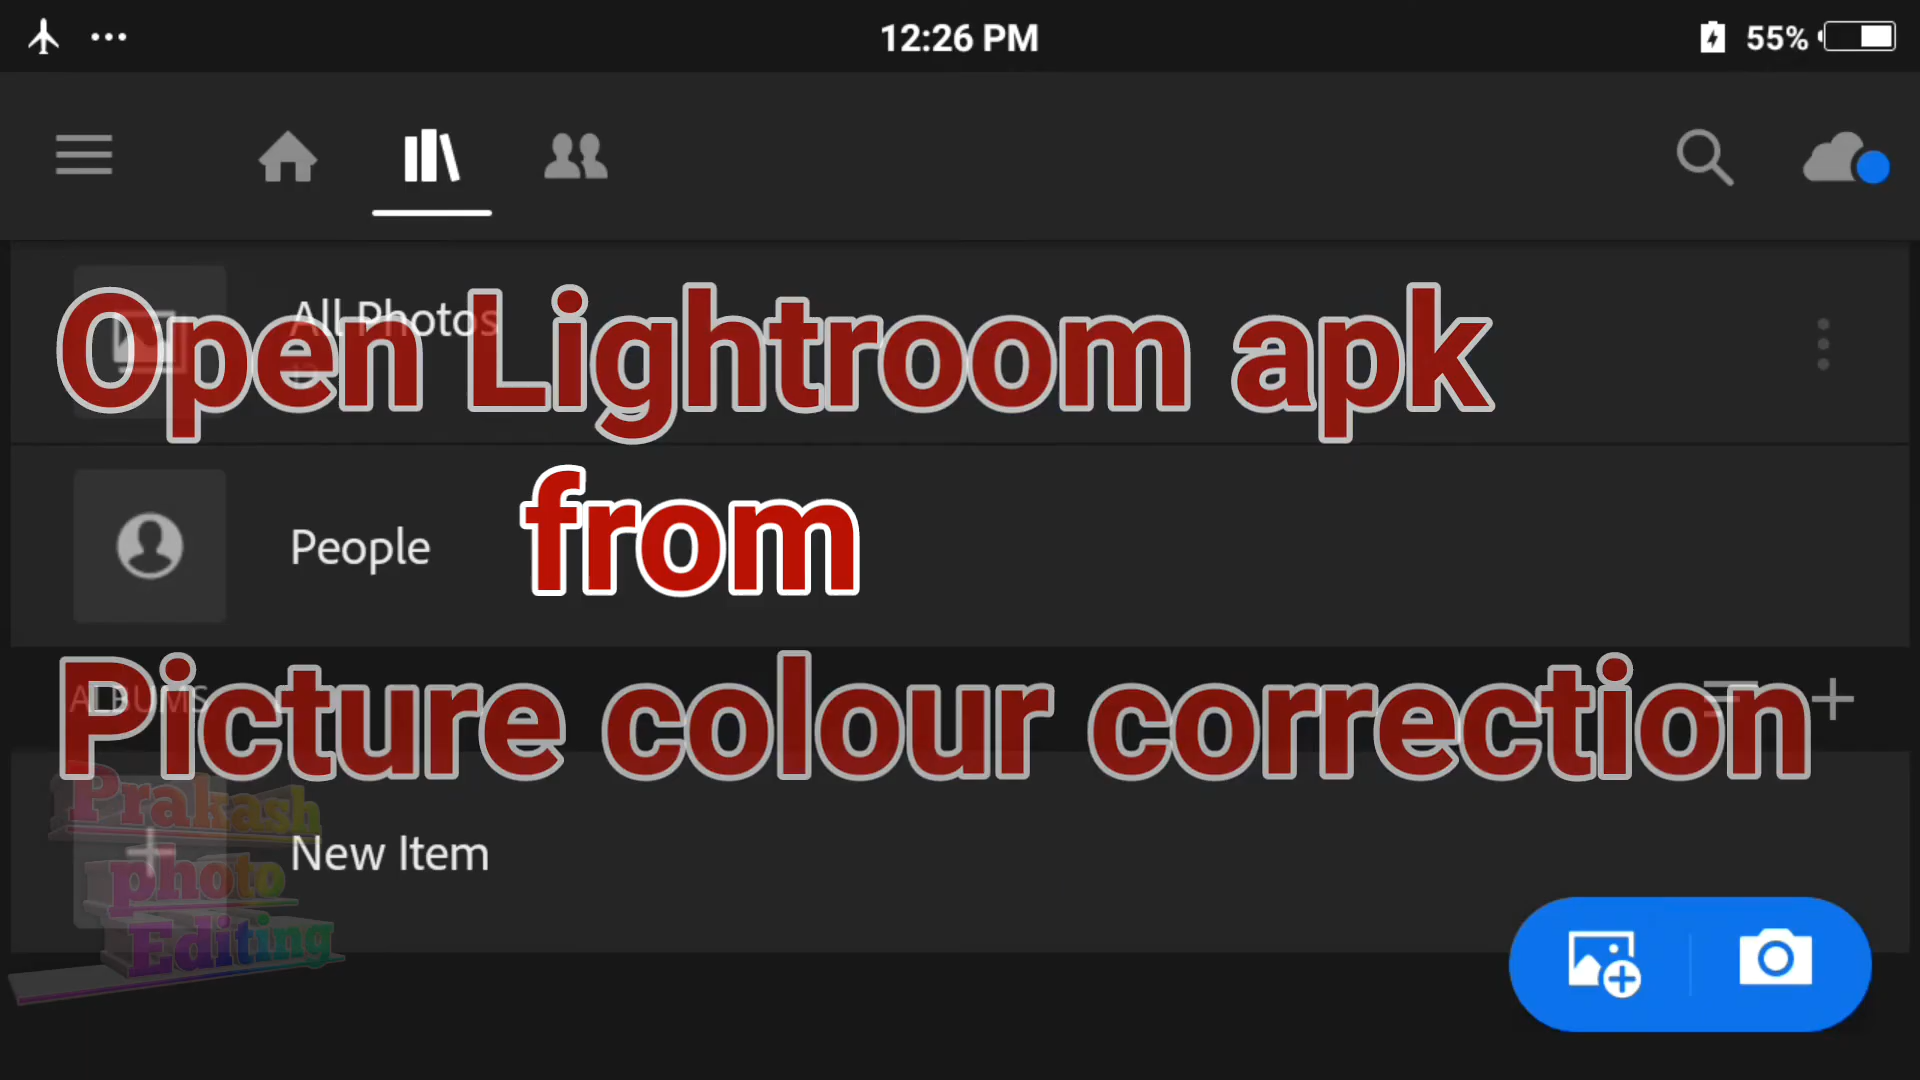 12:26 PM
55%
All Photos
Open Lightroom apk
People
from
ALBUMS
Picture colour correction
New Item
Prakash
photo
Editing